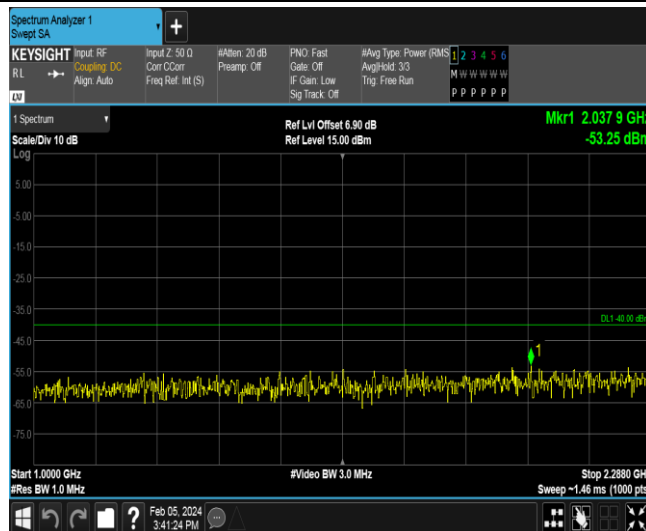 Spectrum Analyzer 1
Swept SA
+
KEYSIGHT Input: RF Input Z: 50 Ω #Atten: 20 dB PNO: Fast #Avg Type: Power (RMS 1 2 3 4 5 6
RL Coupling: DC Corr CCorr Preamp: Off Gate: Off Avg|Hold: 3/3 M W W W W W
Align: Auto Freq Ref: Int (S) IF Gain: Low Trig: Free Run P P P P P P
Sig Track: Off
LXI
1 Spectrum
Ref Lvl Offset 6.90 dB Mkr1 2.037 9 GHz
Scale/Div 10 dB Ref Level 15.00 dBm -53.25 dBm
Log
5.00
-5.00
-15.0
-25.0
-35.0
DL1 -40.00 dBm
-45.0
1
-55.0
-65.0
-75.0
Start 1.0000 GHz #Video BW 3.0 MHz Stop 2.2880 GHz
#Res BW 1.0 MHz Sweep ~1.46 ms (1000 pts
? Feb 05, 2024
3:41:24 PM